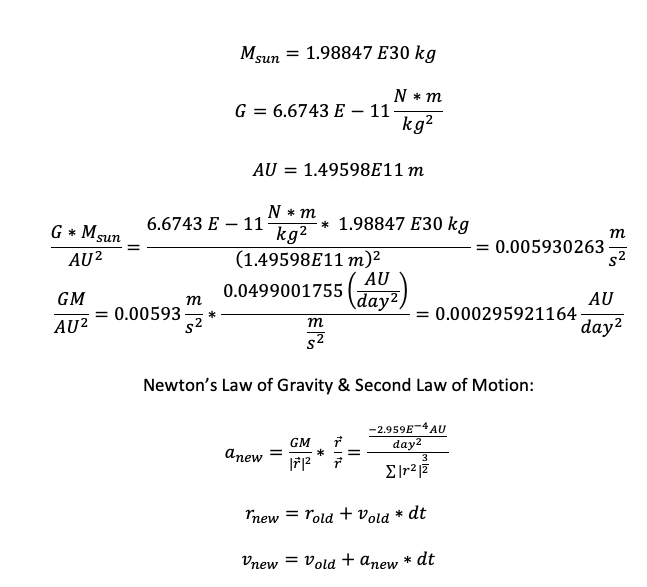 M_sun = 1.98847 E30 kg
G = 6.6743 E − 11 (N * m)/(kg²)
AU = 1.49598E11 m
(G * M_sun)/(AU²) = (6.6743 E − 11 (N * m)/(kg²) * 1.98847 E30 kg)/((1.49598E11 m)²) = 0.005930263 m/s²
GM/AU² = 0.00593 m/s² * (0.0499001755 (AU/day²))/(m/s²) = 0.000295921164 AU/day²
Newton's Law of Gravity & Second Law of Motion:
a_new = GM/|r⃗|² * r⃗/r⃗ = (−2.959E⁻⁴ AU/day²)/(∑|r²|^(3/2))
r_new = r_old + v_old * dt
v_new = v_old + a_new * dt